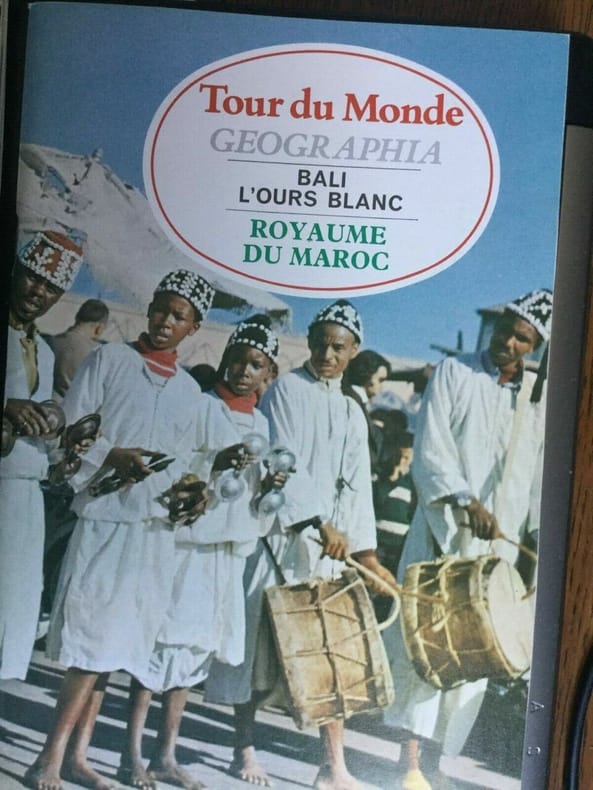 Tour du Monde
GEOGRAPHIA
BALI
L'OURS BLANC
ROYAUME
DU MAROC
A S